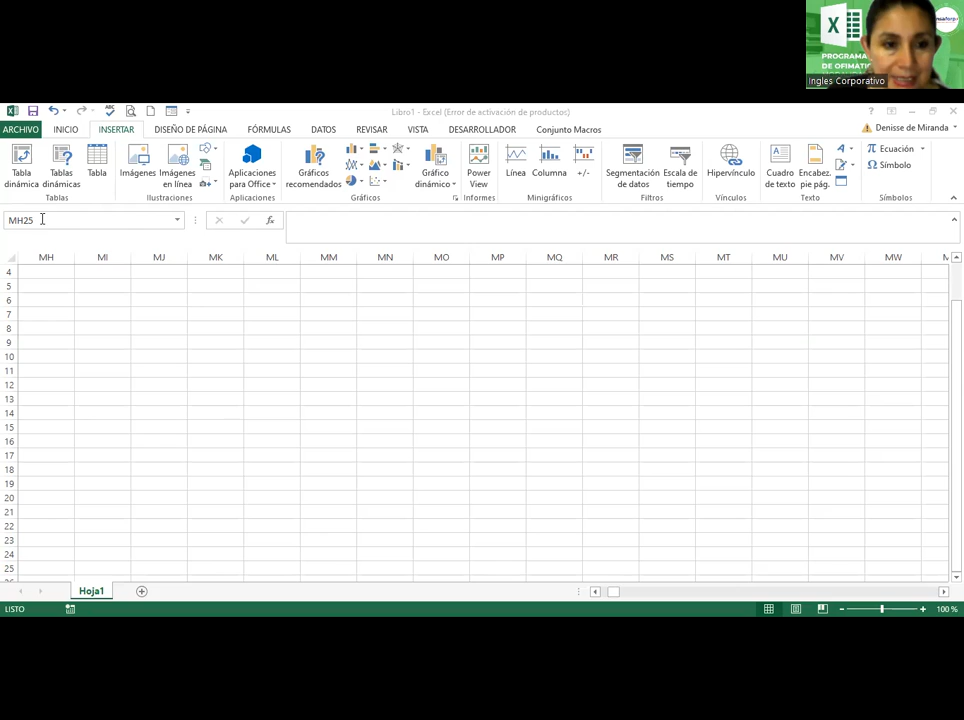 PROGRAMA
DE OFIMÁTIC
Ingles Corporativo
Libro1 - Excel (Error de activación de productos)
ARCHIVO INICIO INSERTAR DISEÑO DE PÁGINA FÓRMULAS DATOS REVISAR VISTA DESARROLLADOR Conjunto Macros
Denisse de Miranda
Tabla dinámica
Tablas dinámicas
Tabla
Imágenes
Imágenes en línea
Aplicaciones para Office
Gráficos recomendados
Gráfico dinámico
Power View
Línea
Columna
+/-
Segmentación de datos
Escala de tiempo
Hipervínculo
Cuadro de texto
Encabez. pie pág.
Ecuación
Símbolo
Tablas Ilustraciones Aplicaciones Gráficos Informes Minigráficos Filtros Vínculos Texto Símbolos
MH25
fx
MH MI MJ MK ML MM MN MO MP MQ MR MS MT MU MV MW
4
5
6
7
8
9
10
11
12
13
14
15
16
17
18
19
20
21
22
23
24
25
Hoja1
LISTO
100 %